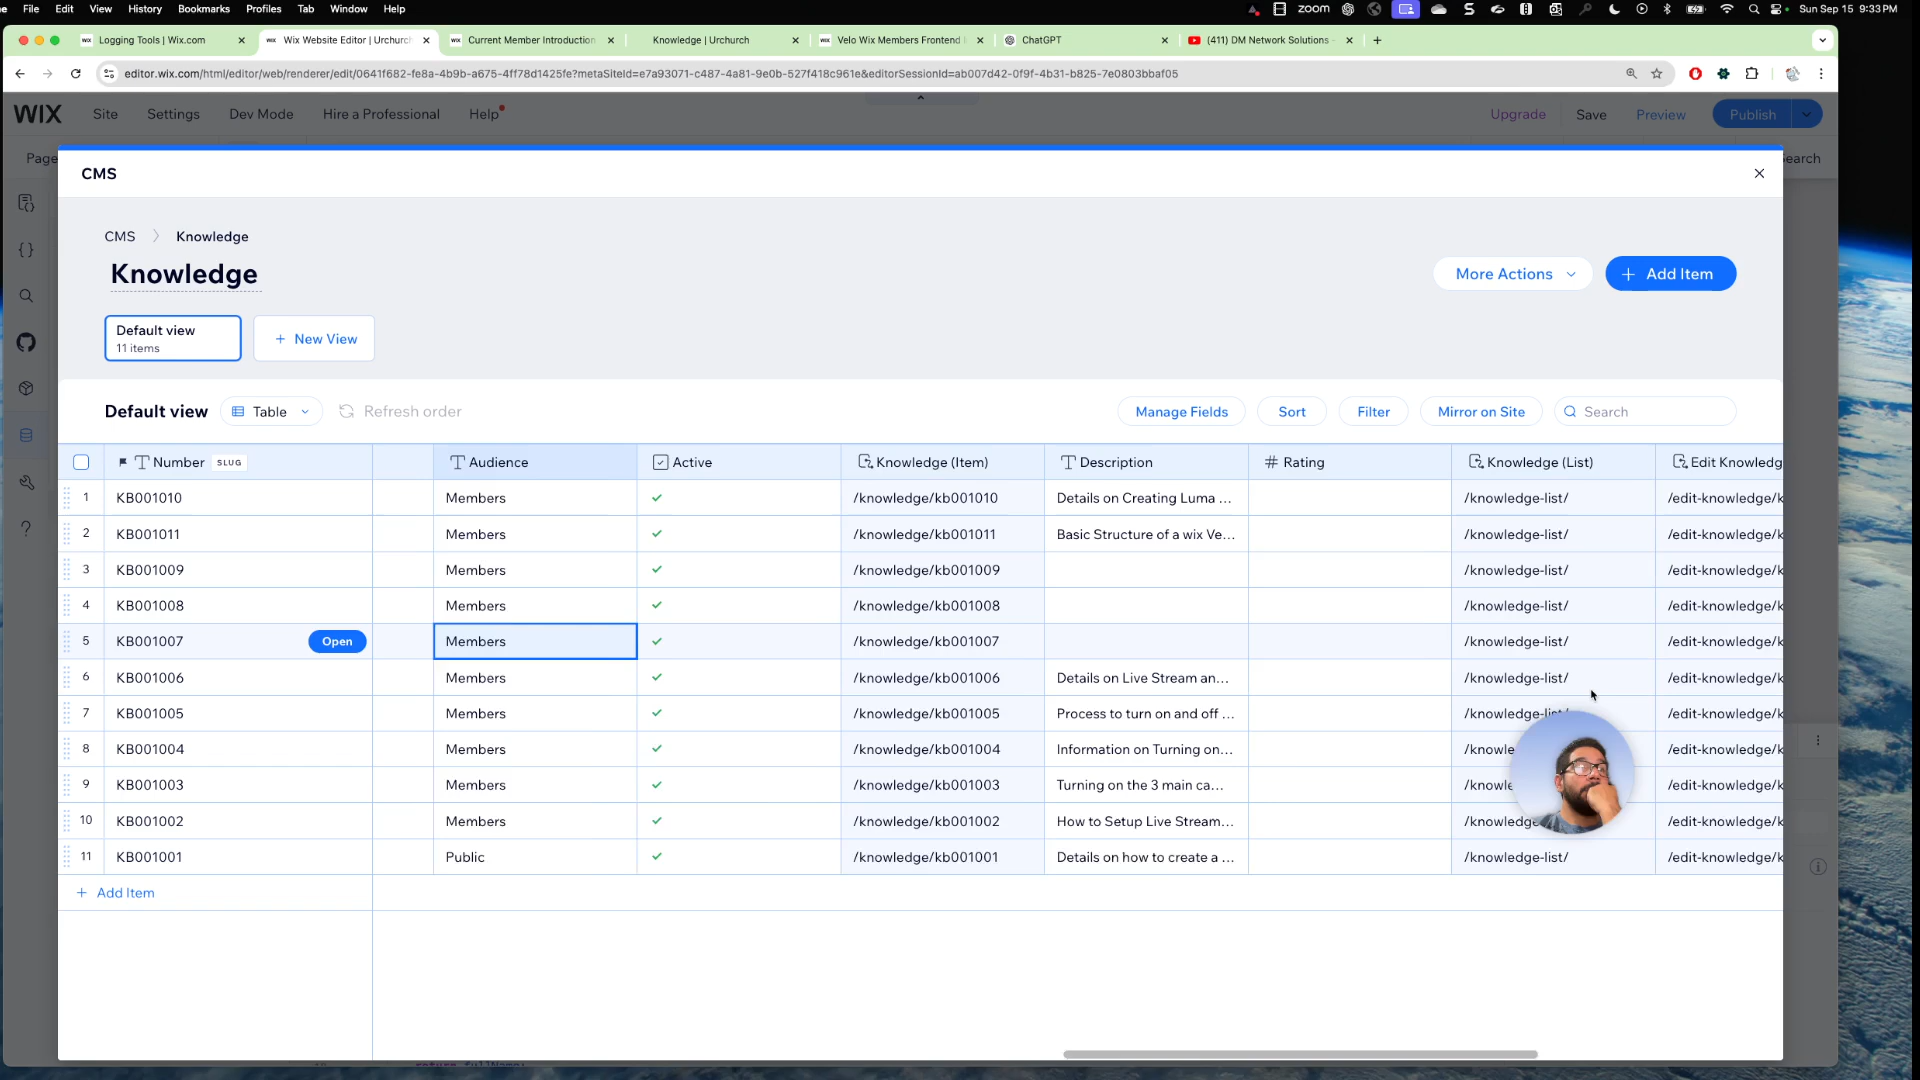 File Edit View History Bookmarks Profiles Tab Window Help zoom Sun Sep 15 9:33 PM
Logging Tools | Wix.com Wix Website Editor | Urchurch Current Member Introduction Knowledge | Urchurch Velo Wix Members Frontend ChatGPT (411) DM Network Solutions -
editor.wix.com/html/editor/web/renderer/edit/0641f682-fe8a-4b9b-a675-4ff78d1425fe?metaSiteId=e7a93071-c487-4a81-9e0b-527f418c961e&editorSessionId=ab007d42-0f9f-4b31-b825-7e0803bbaf05
WIX Site Settings Dev Mode Hire a Professional Help Upgrade Save Preview Publish
Page Search
CMS
CMS > Knowledge
Knowledge More Actions + Add Item
Default view
11 items
+ New View
Default view Table Refresh order Manage Fields Sort Filter Mirror on Site Search
Number SLUG Audience Active Knowledge (Item) Description Rating Knowledge (List) Edit Knowledg
1 KB001010 Members /knowledge/kb001010 Details on Creating Luma ... /knowledge-list/ /edit-knowledge/k
2 KB001011 Members /knowledge/kb001011 Basic Structure of a wix Ve... /knowledge-list/ /edit-knowledge/k
3 KB001009 Members /knowledge/kb001009 /knowledge-list/ /edit-knowledge/k
4 KB001008 Members /knowledge/kb001008 /knowledge-list/ /edit-knowledge/k
5 KB001007 Open Members /knowledge/kb001007 /knowledge-list/ /edit-knowledge/k
6 KB001006 Members /knowledge/kb001006 Details on Live Stream an... /knowledge-list/ /edit-knowledge/k
7 KB001005 Members /knowledge/kb001005 Process to turn on and off ... /knowledge-list/ /edit-knowledge/k
8 KB001004 Members /knowledge/kb001004 Information on Turning on... /knowle /edit-knowledge/k
9 KB001003 Members /knowledge/kb001003 Turning on the 3 main ca... /knowle /edit-knowledge/k
10 KB001002 Members /knowledge/kb001002 How to Setup Live Stream... /knowledge /edit-knowledge/k
11 KB001001 Public /knowledge/kb001001 Details on how to create a ... /knowledge-list/ /edit-knowledge/k
+ Add Item